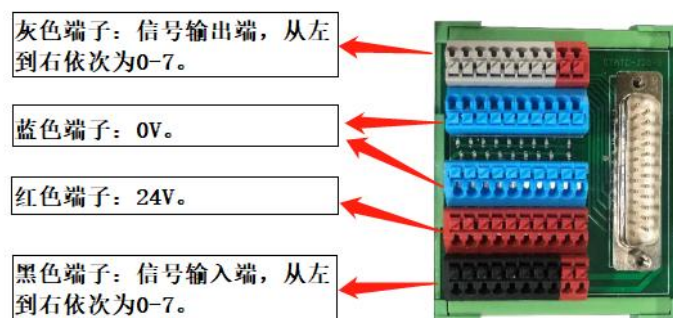 灰色端子：信号输出端，从左
到右依次为0-7。
蓝色端子：0V。
红色端子：24V。
黑色端子：信号输入端，从左
到右依次为0-7。